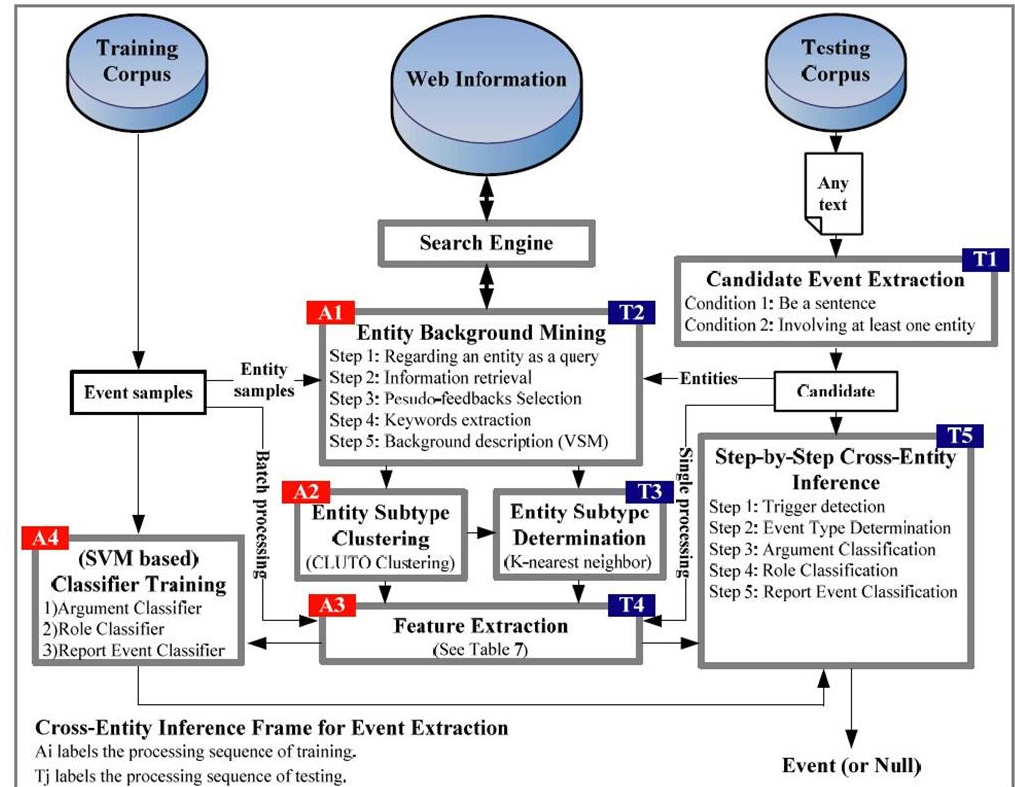 Training
Corpus
Web Information
Testing
Corpus
Any
text
Search Engine
T1
Candidate Event Extraction
Condition 1: Be a sentence
Condition 2: Involving at least one entity
A1
T2
Entity Background Mining
Step 1: Regarding an entity as a query
Step 2: Information retrieval
Step 3: Pesudo-feedbacks Selection
Step 4: Keywords extraction
Step 5: Background description (VSM)
Event samples
Entity
samples
Entities
Candidate
Batch processing
Single processing
A2
Entity Subtype
Clustering
(CLUTO Clustering)
T3
Entity Subtype
Determination
(K-nearest neighbor)
T5
Step-by-Step Cross-Entity
Inference
Step 1: Trigger detection
Step 2: Event Type Determination
Step 3: Argument Classification
Step 4: Role Classification
Step 5: Report Event Classification
A4
(SVM based)
Classifier Training
1)Argument Classifier
2)Role Classifier
3)Report Event Classifier
A3
T4
Feature Extraction
(See Table 7)
Cross-Entity Inference Frame for Event Extraction
Ai labels the processing sequence of training.
Tj labels the processing sequence of testing.
Event (or Null)